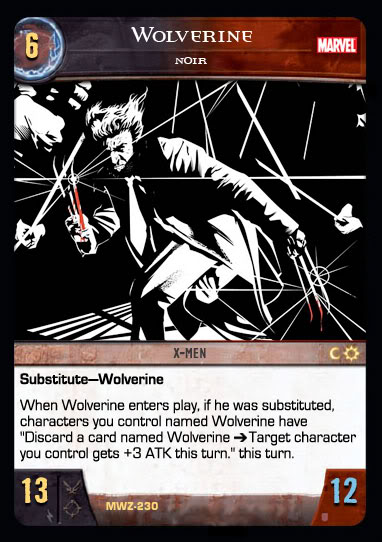 6
Wolverine
NOIR
MARVEL
X-MEN
Substitute—Wolverine
When Wolverine enters play, if he was substituted,
characters you control named Wolverine have
"Discard a card named Wolverine ➔ Target character
you control gets +3 ATK this turn." this turn.
13
MWZ-230
12